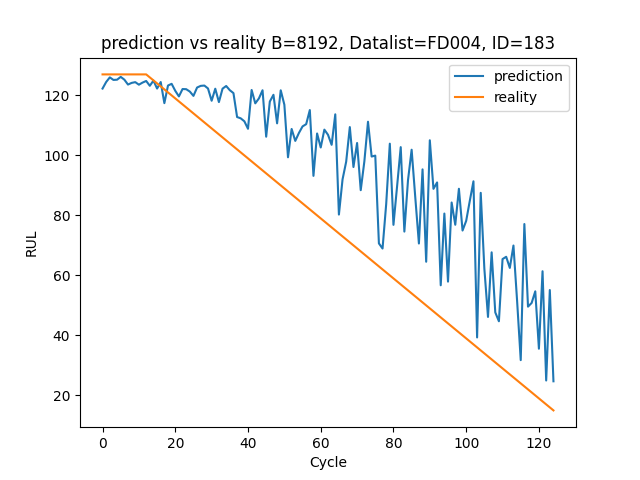 prediction vs reality B=8192, Datalist=FD004, ID=183
prediction
reality
RUL
120
100
80
60
40
20
0 20 40 60 80 100 120
Cycle